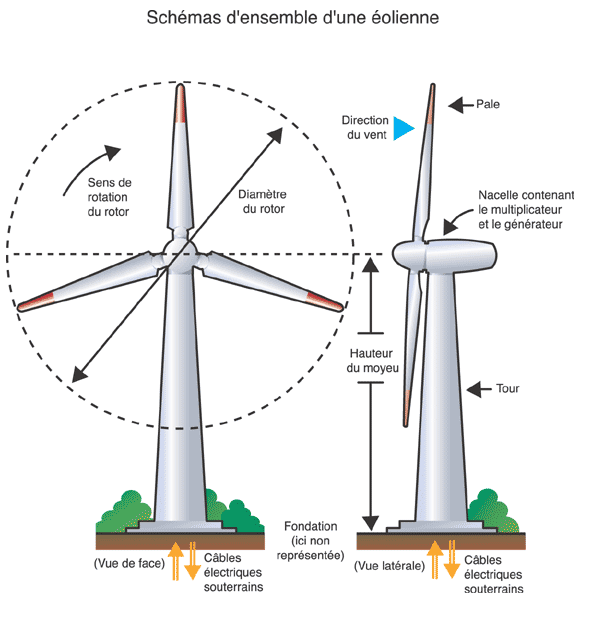 Schémas d'ensemble d'une éolienne
Pale
Direction
du vent
Sens de
rotation
du rotor
Diamètre
du rotor
Nacelle contenant
le multiplicateur
et le générateur
Hauteur
du moyeu
Tour
Fondation
(ici non
représentée)
(Vue de face)
Câbles
électriques
souterrains
(Vue latérale)
Câbles
électriques
souterrains